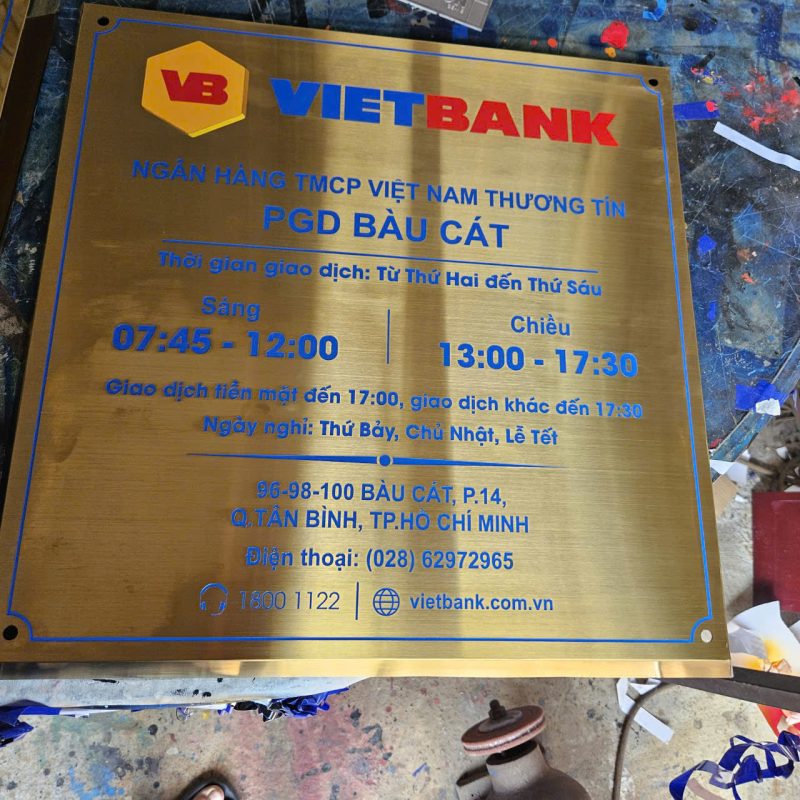 VB VIETBANK
NGÂN HÀNG TMCP VIỆT NAM THƯƠNG TÍN
PGD BÀU CÁT
Thời gian giao dịch: Từ Thứ Hai đến Thứ Sáu
Sáng
07:45 - 12:00
Chiều
13:00 - 17:30
Giao dịch tiền mặt đến 17:00, giao dịch khác đến 17:30
Ngày nghỉ: Thứ Bảy, Chủ Nhật, Lễ Tết
96-98-100 BÀU CÁT, P.14,
Q.TÂN BÌNH, TP.HỒ CHÍ MINH
Điện thoại: (028) 62972965
1800 1122 | vietbank.com.vn